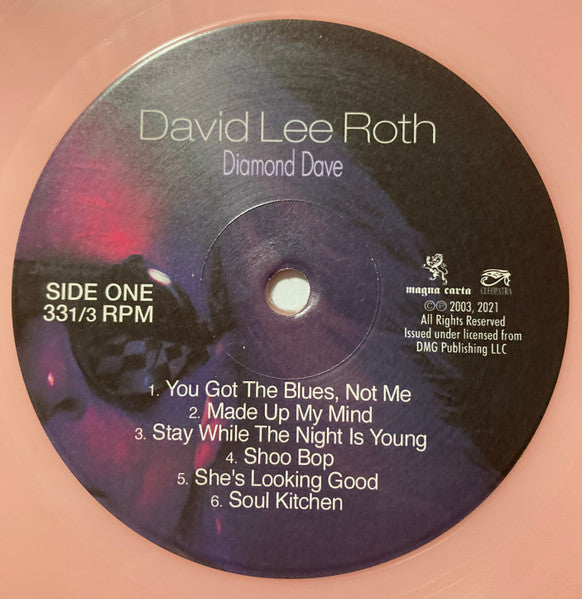 David Lee Roth
Diamond Dave
SIDE ONE
331/3 RPM
magna carta
CLEOPATRA
©℗ 2003, 2021
All Rights Reserved
Issued under licensed from
DMG Publishing LLC
1. You Got The Blues, Not Me
2. Made Up My Mind
3. Stay While The Night Is Young
4. Shoo Bop
5. She's Looking Good
6. Soul Kitchen